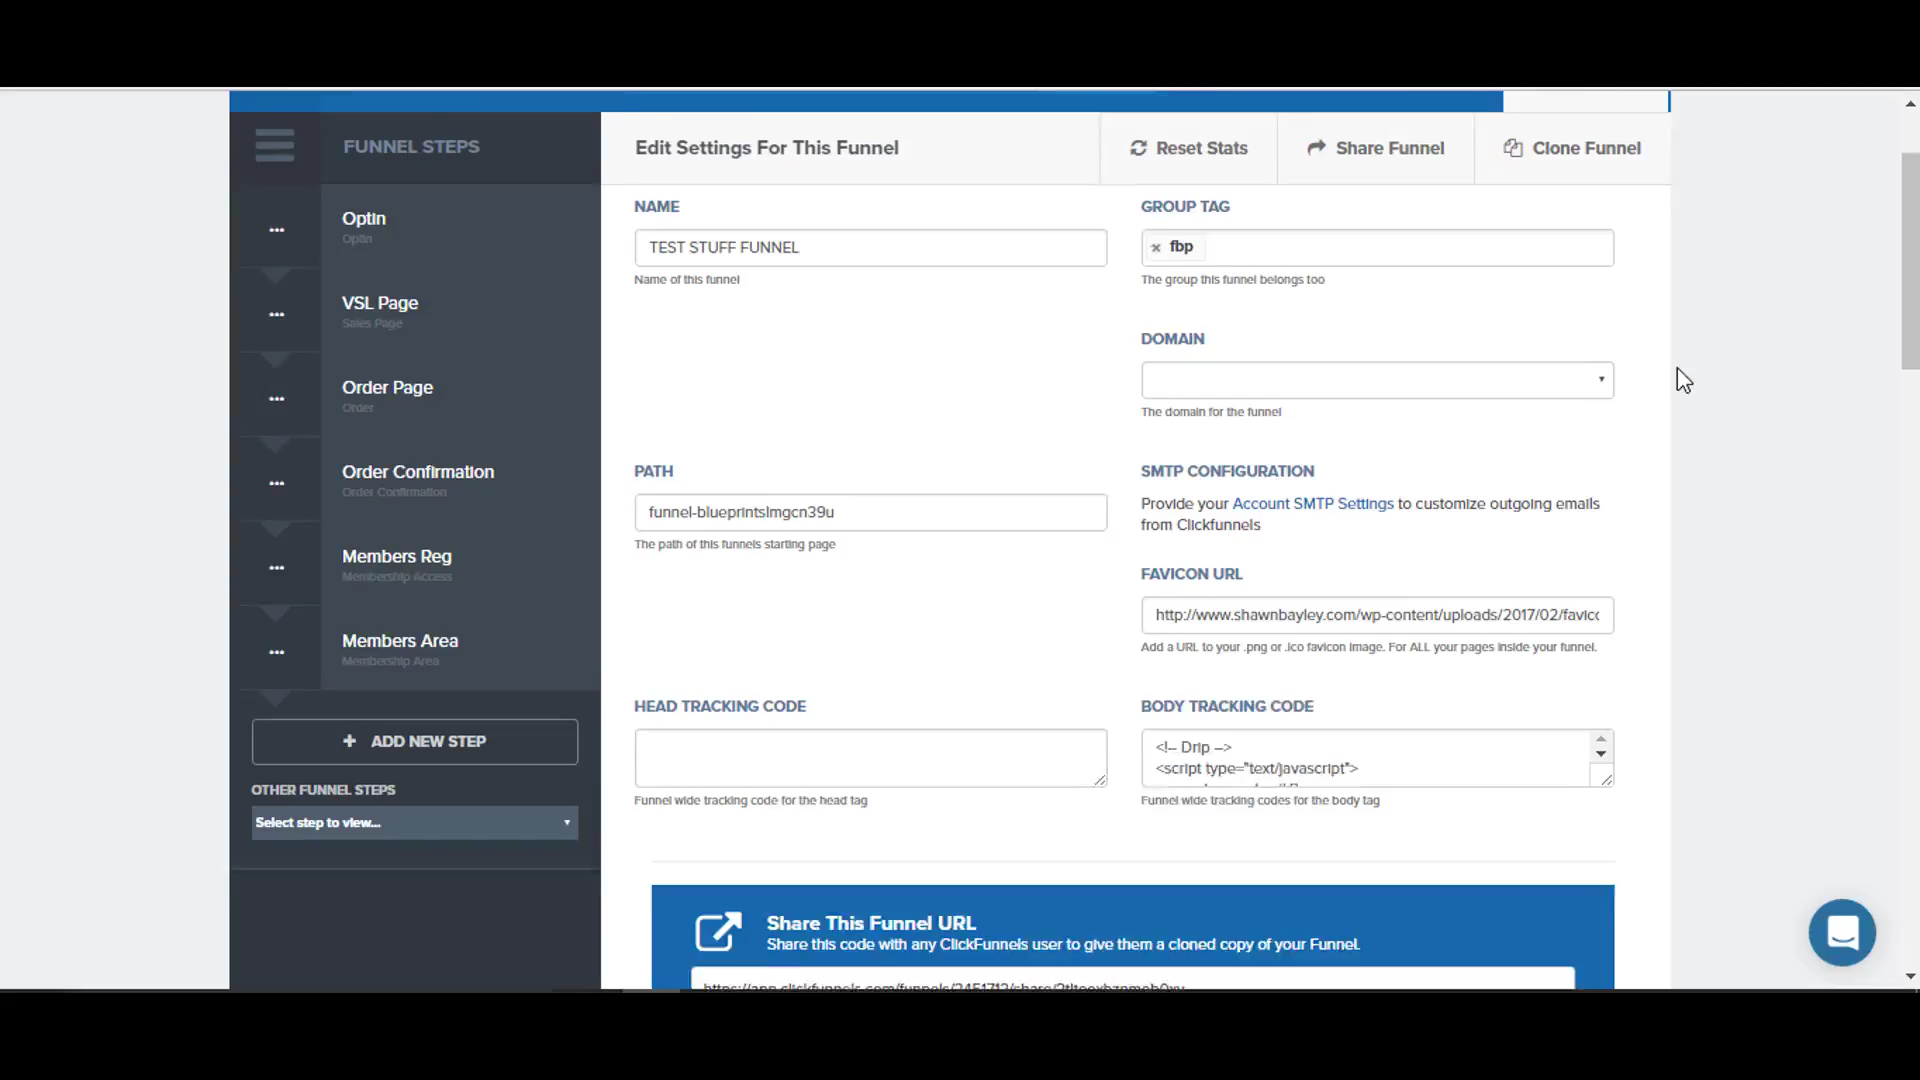 FUNNEL STEPS
Edit Settings For This Funnel
Reset Stats
Share Funnel
Clone Funnel
OptIn
OptIn
VSL Page
Sales Page
Order Page
Order
Order Confirmation
Order Confirmation
Members Reg
Membership Access
Members Area
Membership Area
+ ADD NEW STEP
OTHER FUNNEL STEPS
Select step to view...
NAME
TEST STUFF FUNNEL
Name of this funnel
GROUP TAG
× fbp
The group this funnel belongs too
DOMAIN
The domain for the funnel
PATH
funnel-blueprintslmgcn39u
The path of this funnels starting page
SMTP CONFIGURATION
Provide your Account SMTP Settings to customize outgoing emails
from Clickfunnels
FAVICON URL
http://www.shawnbayley.com/wp-content/uploads/2017/02/favico
Add a URL to your .png or .ico favicon image. For ALL your pages inside your funnel.
HEAD TRACKING CODE
Funnel wide tracking code for the head tag
BODY TRACKING CODE
<!-- Drip -->
<script type="text/javascript">
Funnel wide tracking codes for the body tag
Share This Funnel URL
Share this code with any ClickFunnels user to give them a cloned copy of your Funnel.